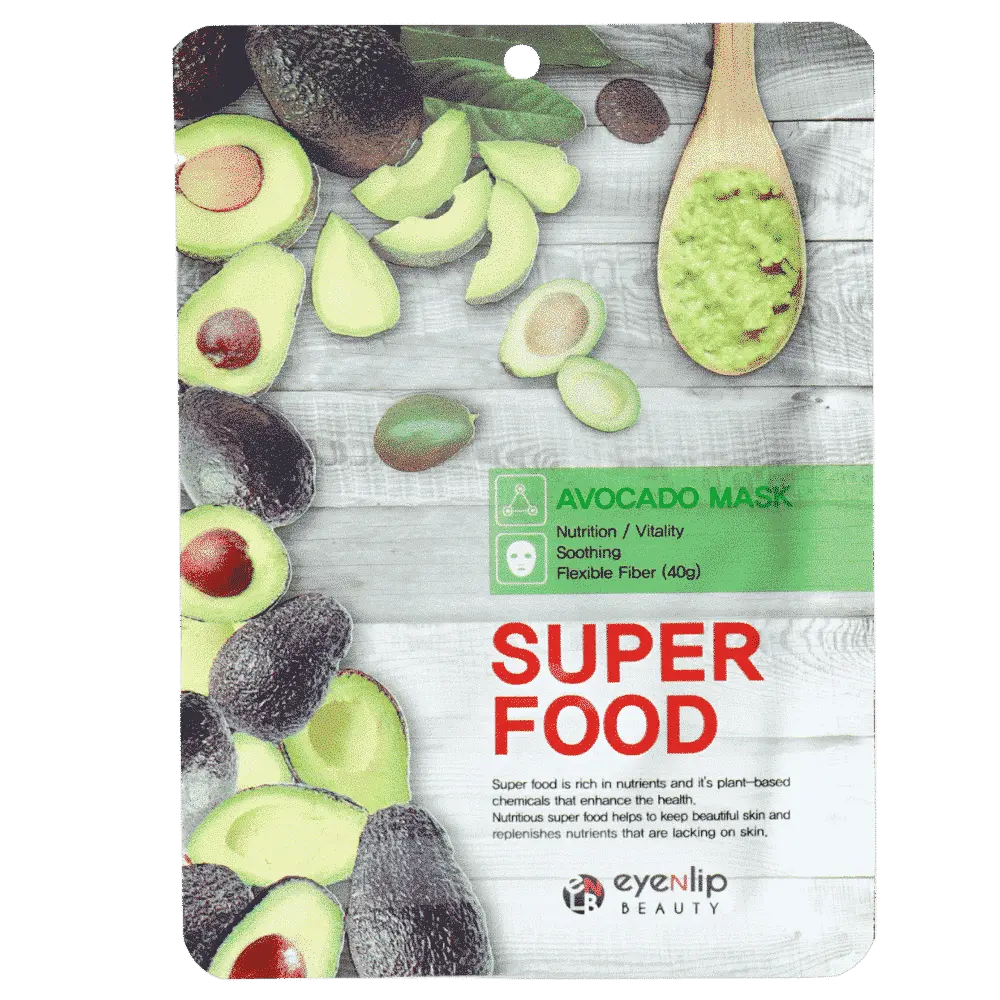 AVOCADO MASK
Nutrition / Vitality
Soothing
Flexible Fiber (40g)
SUPER
FOOD
Super food is rich in nutrients and it's plant-based
chemicals that enhance the health.
Nutritious super food helps to keep beautiful skin and
replenishes nutrients that are lacking on skin.
eNLB
eyeNlip
BEAUTY